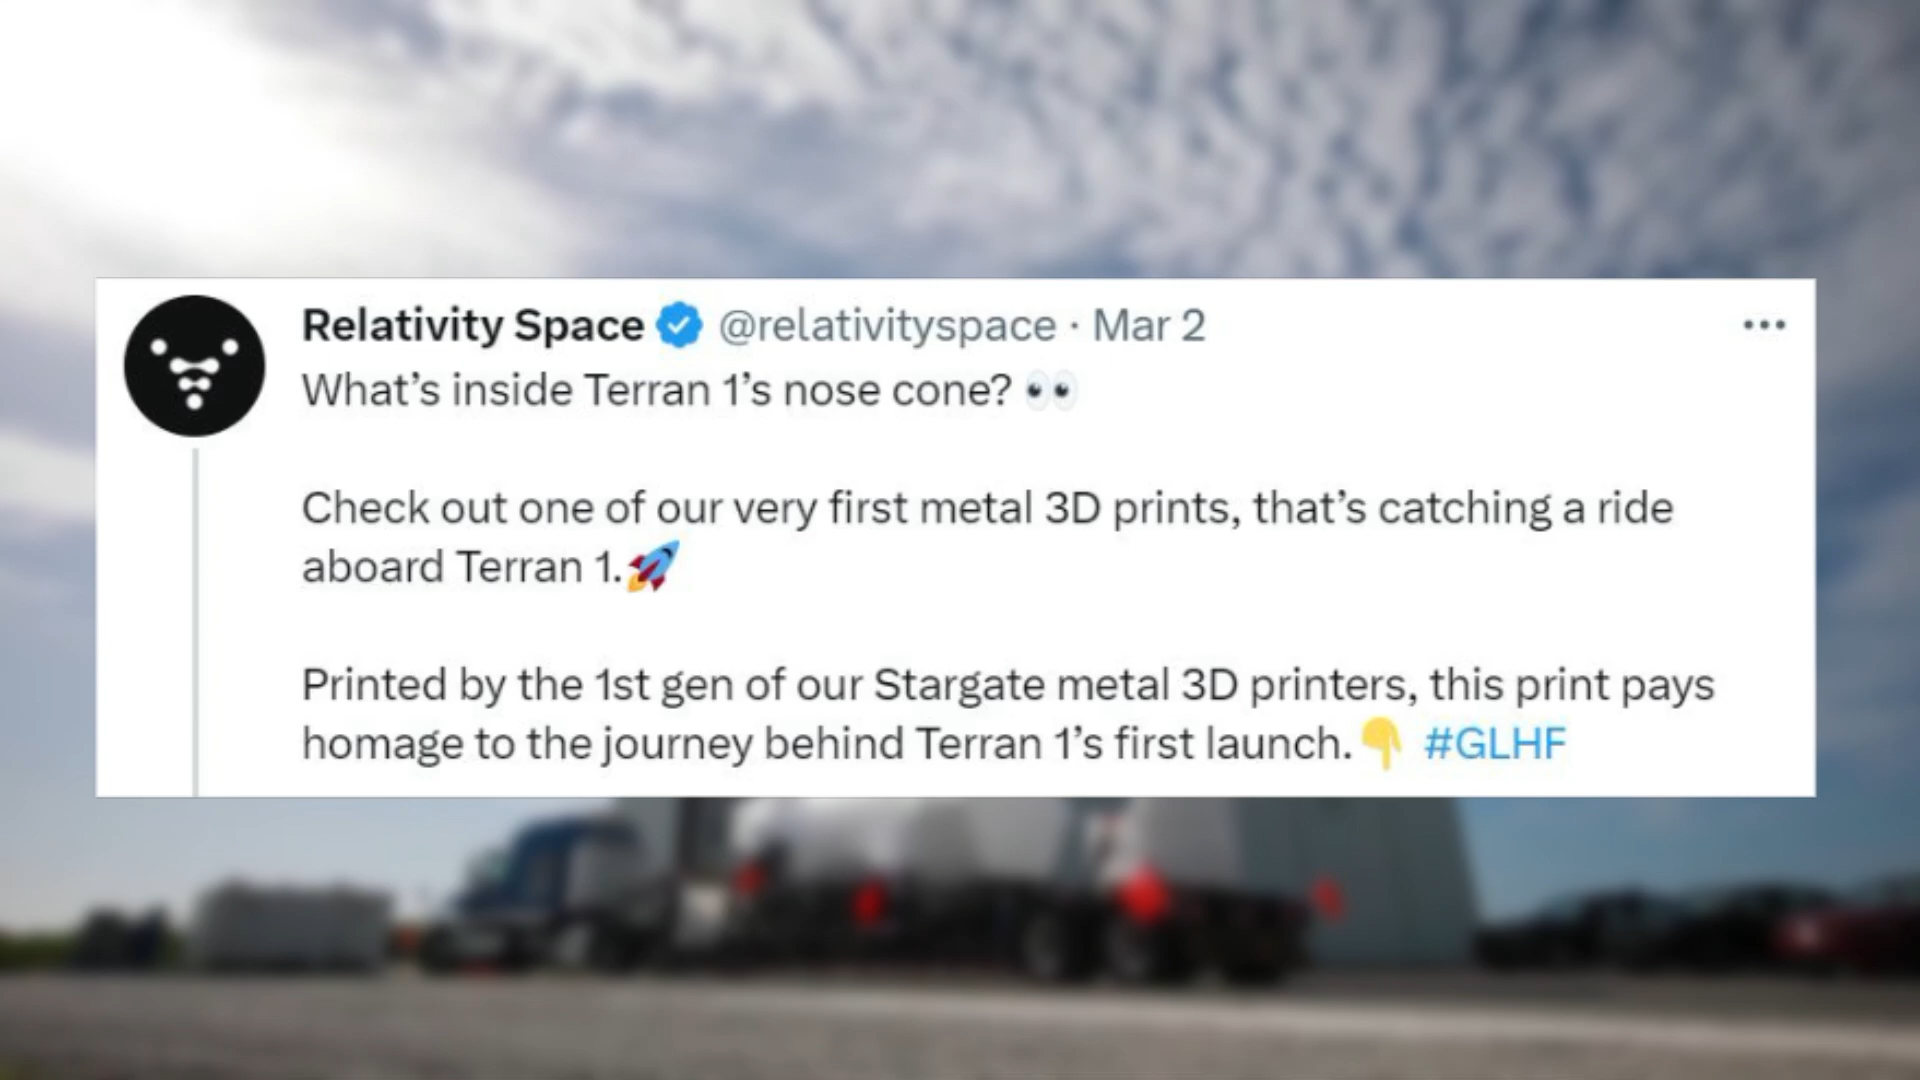 Relativity Space @relativityspace · Mar 2
What’s inside Terran 1’s nose cone? 👀
Check out one of our very first metal 3D prints, that’s catching a ride
aboard Terran 1.🚀
Printed by the 1st gen of our Stargate metal 3D printers, this print pays
homage to the journey behind Terran 1’s first launch.👇 #GLHF